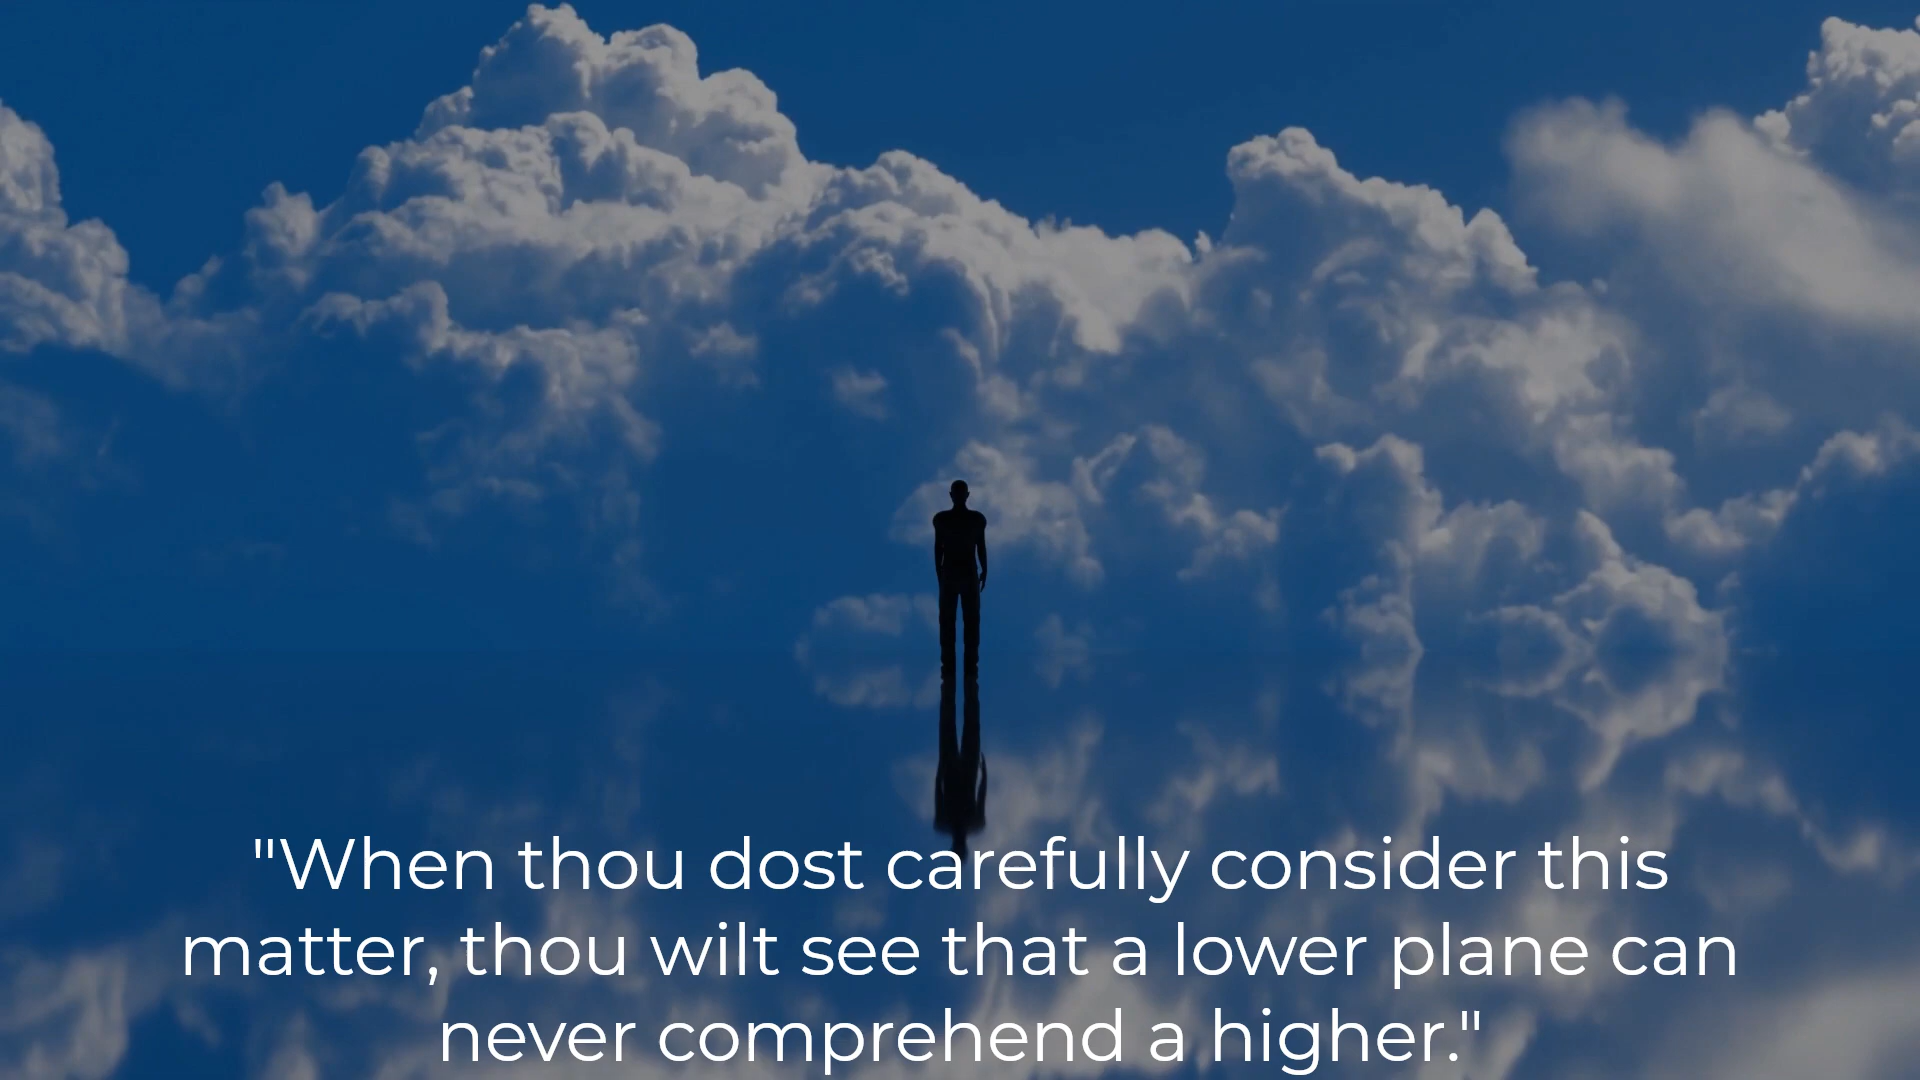 "When thou dost carefully consider this
matter, thou wilt see that a lower plane can
never comprehend a higher."